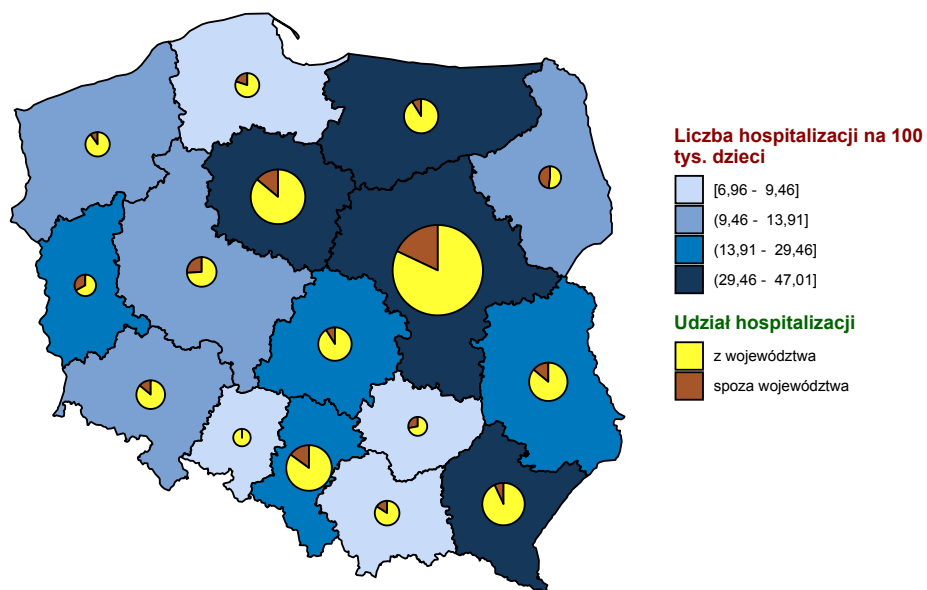 Liczba hospitalizacji na 100
tys. dzieci
[6,96 - 9,46]
(9,46 - 13,91]
(13,91 - 29,46]
(29,46 - 47,01]
Udział hospitalizacji
z województwa
spoza województwa